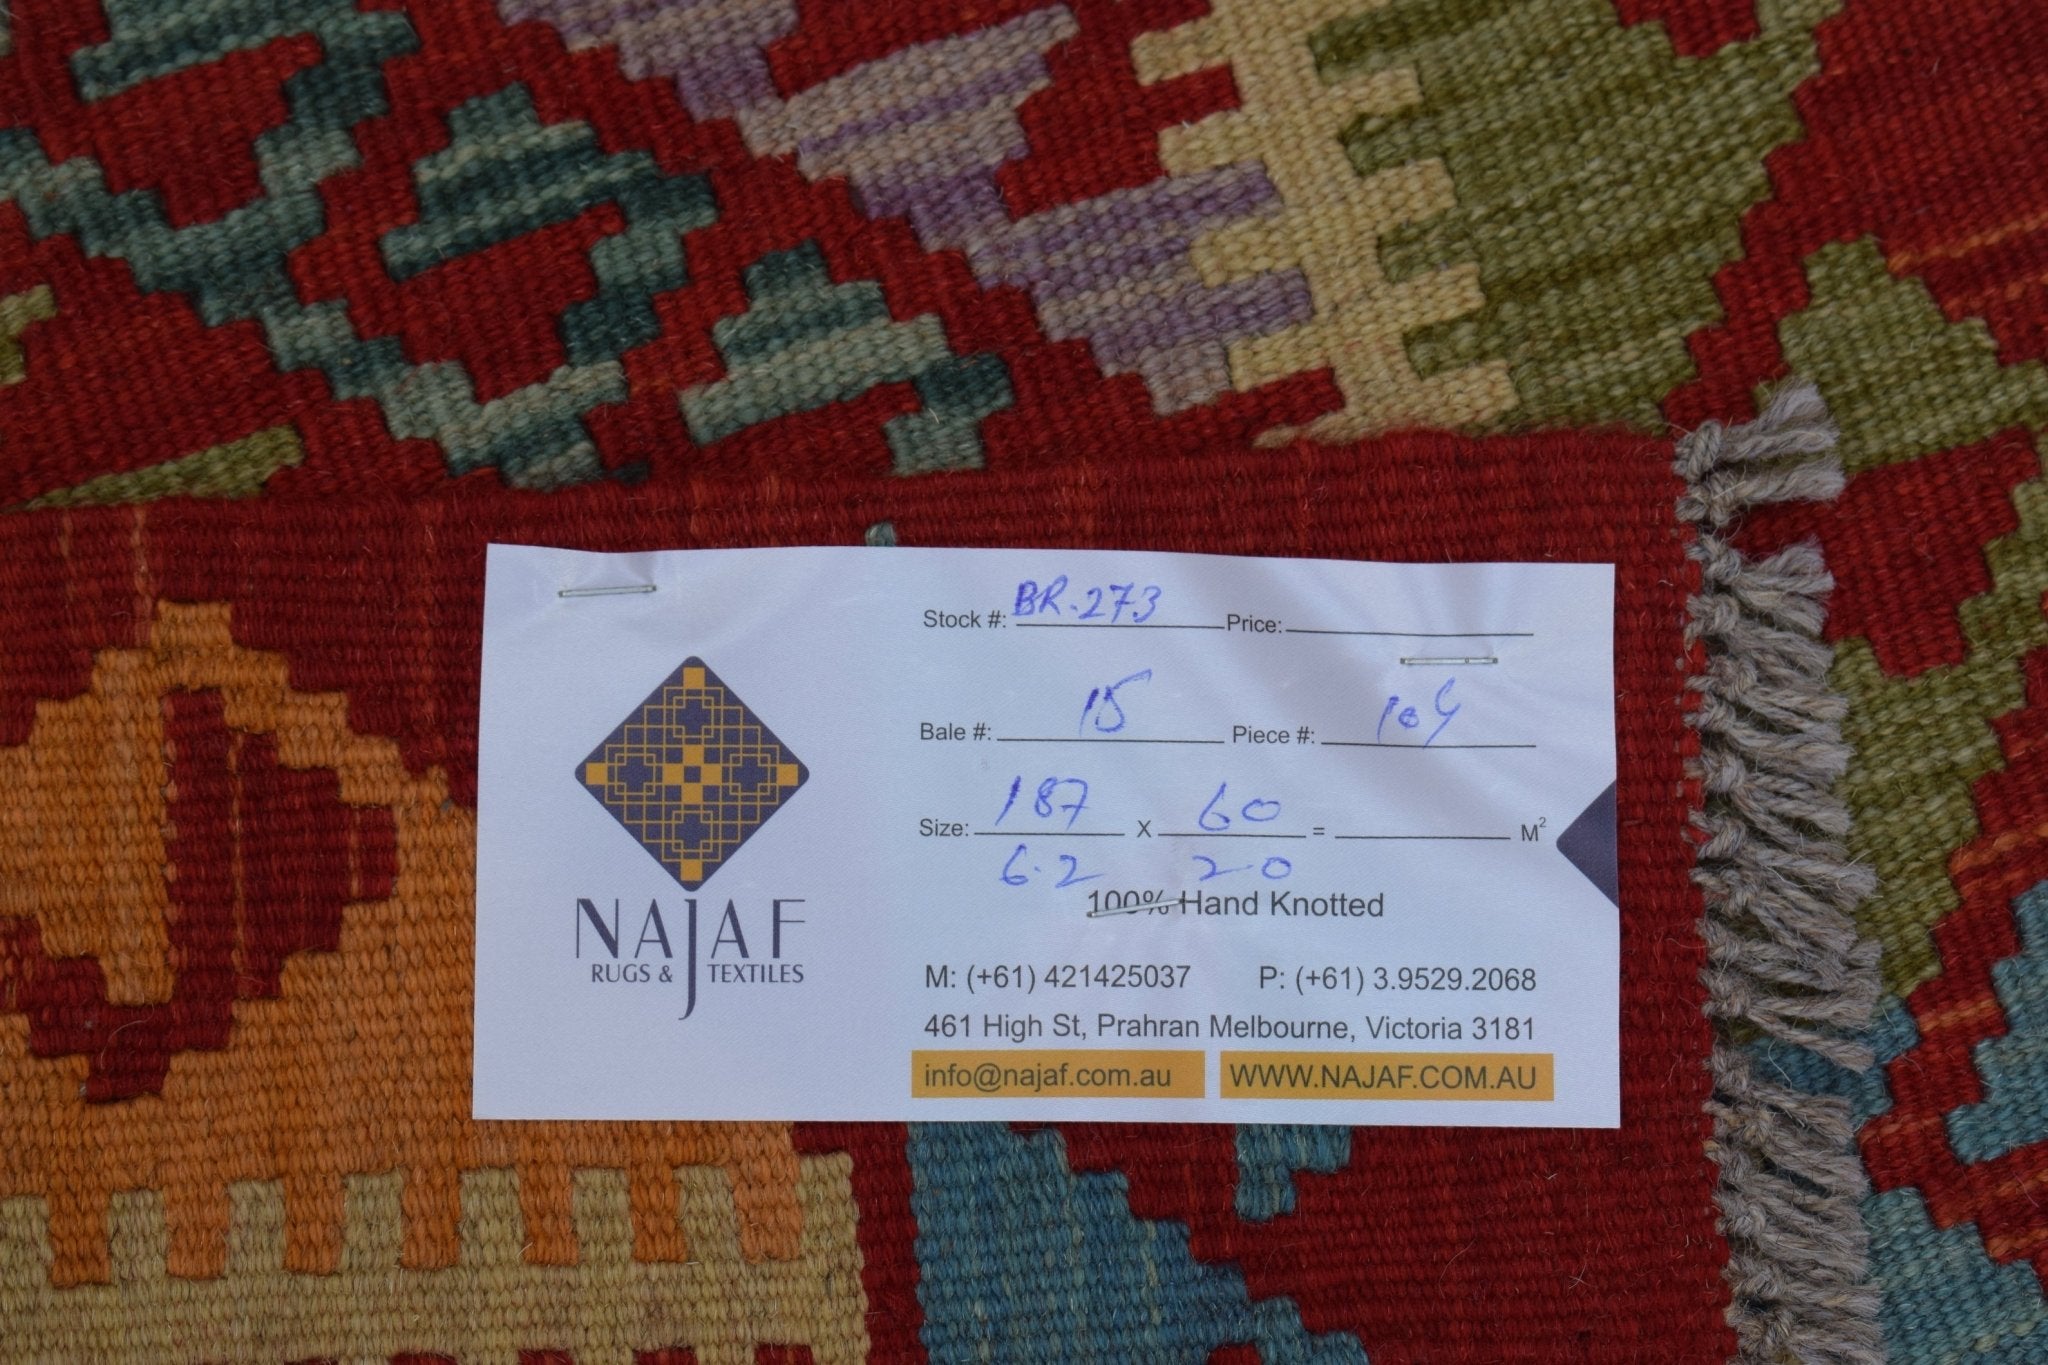 Stock #: BR.273 Price:
Bale #: 15 Piece #: 104
Size: 187 X 60 = M²
6.2 2.0
100% Hand Knotted
NAJAF
RUGS & TEXTILES
M: (+61) 421425037 P: (+61) 3.9529.2068
461 High St, Prahran Melbourne, Victoria 3181
info@najaf.com.au WWW.NAJAF.COM.AU